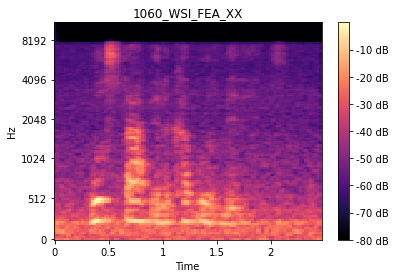 1060_WSI_FEA_XX
8192
4096
2048
1024
512
0
Hz
0
0.5
1
1.5
2
Time
-10 dB
-20 dB
-30 dB
-40 dB
-50 dB
-60 dB
-70 dB
-80 dB